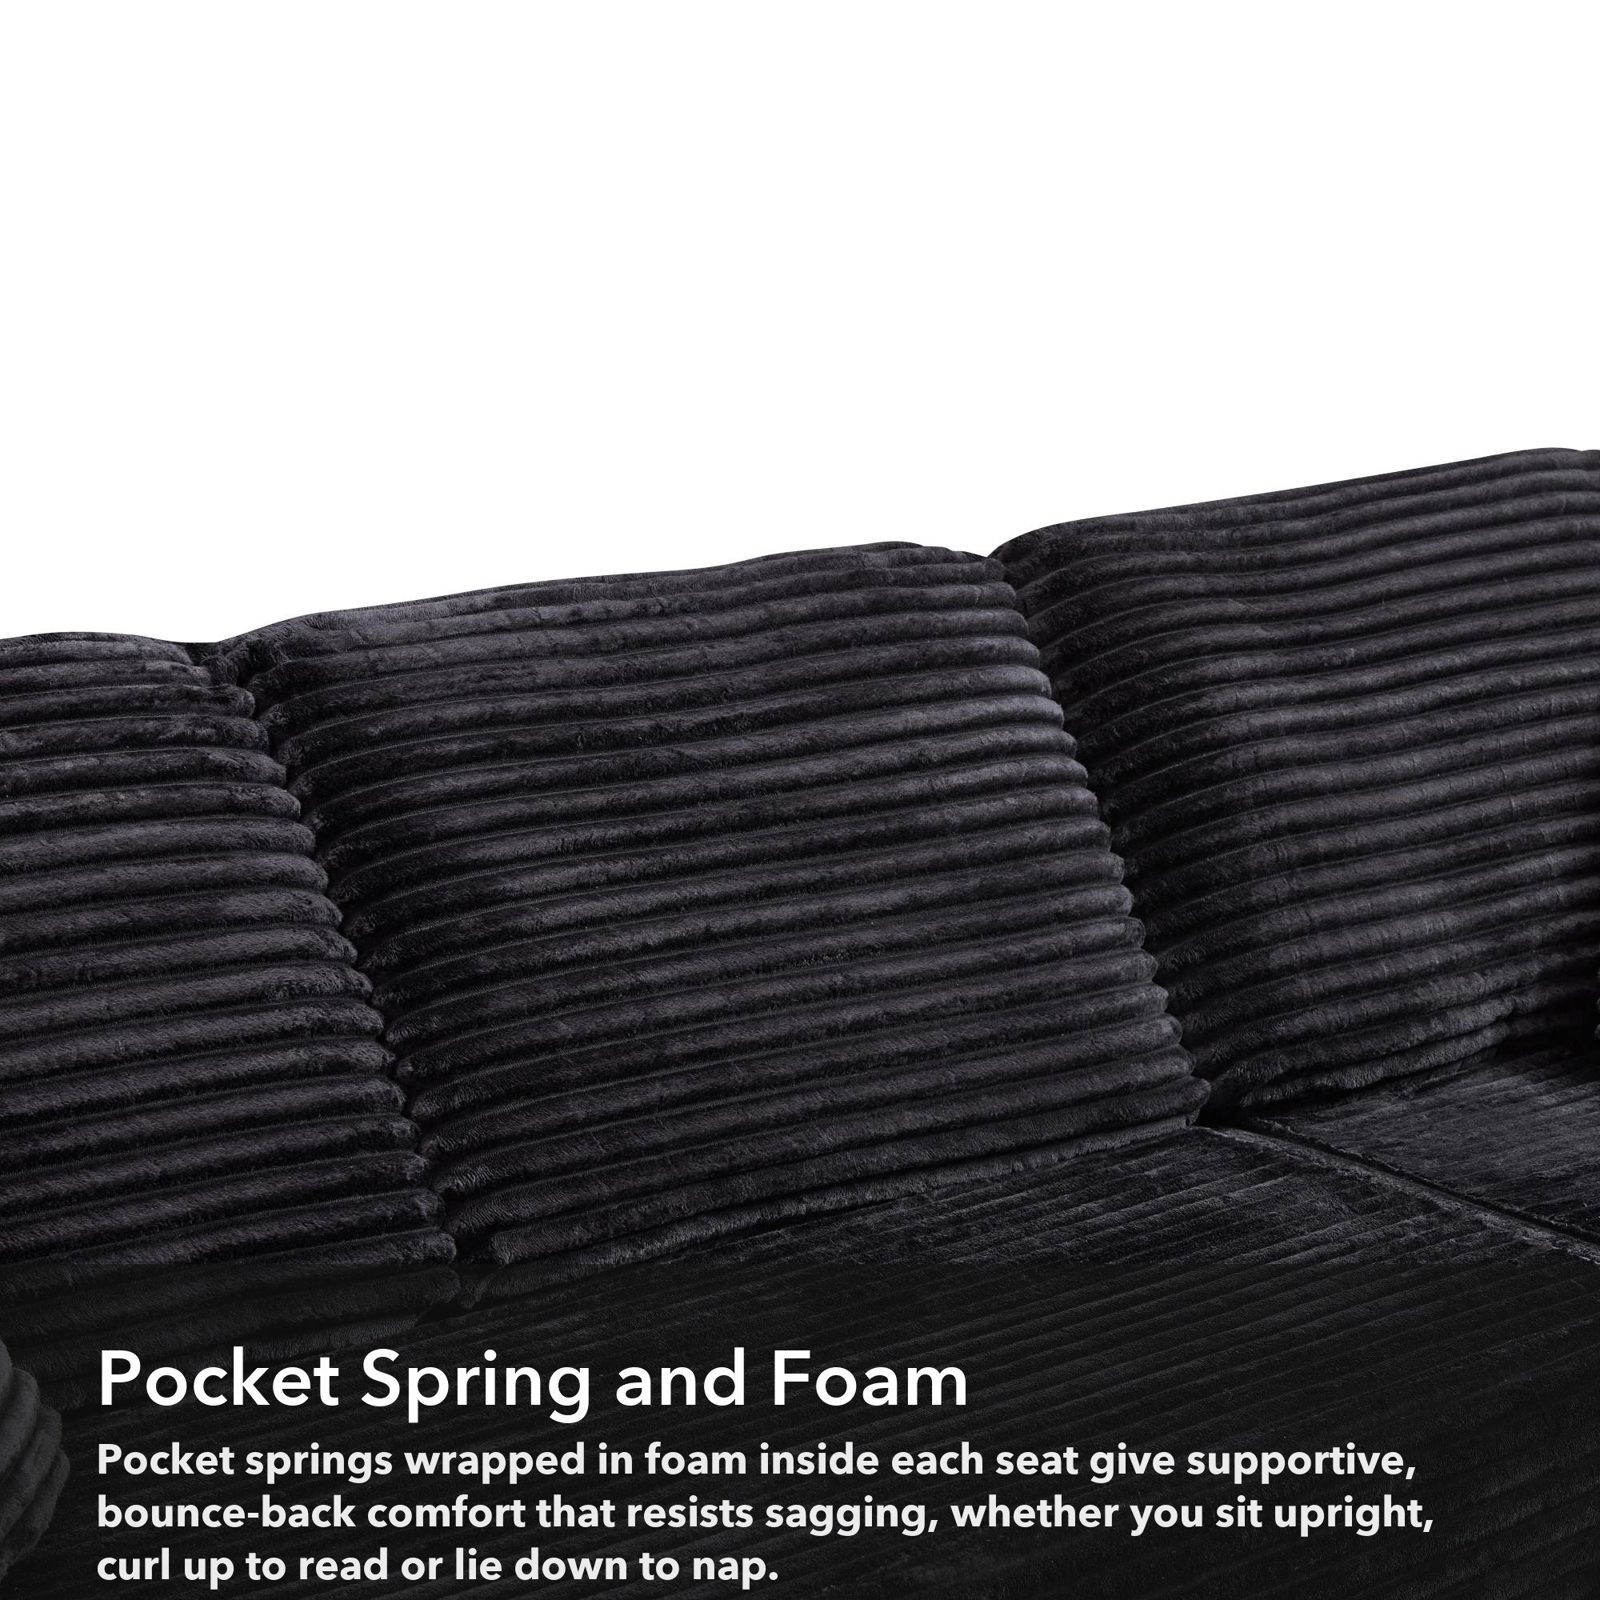 Pocket Spring and Foam
Pocket springs wrapped in foam inside each seat give supportive,
bounce-back comfort that resists sagging, whether you sit upright,
curl up to read or lie down to nap.